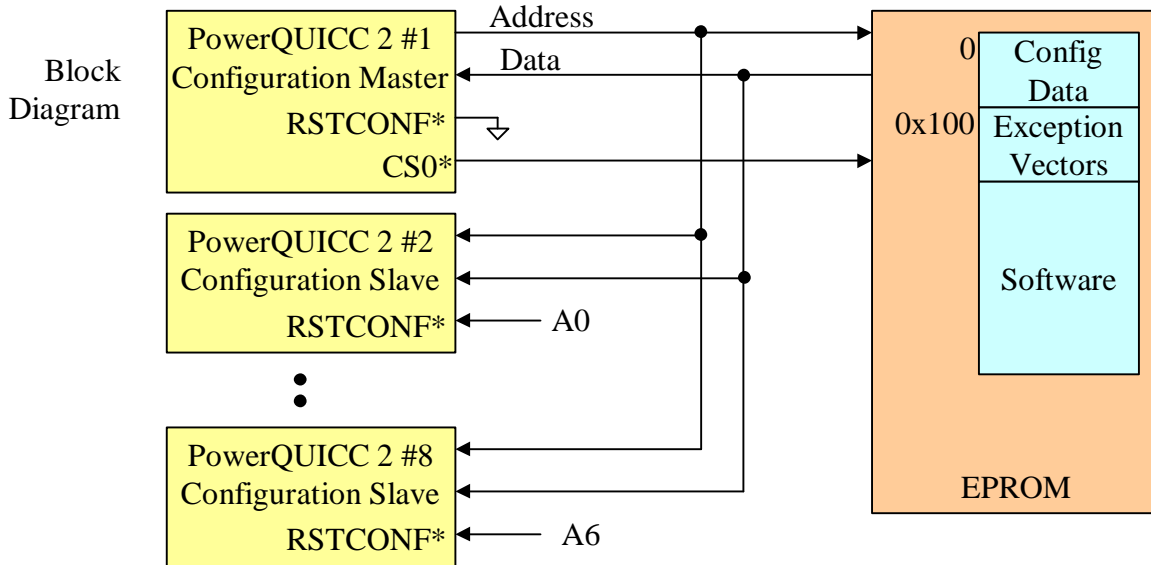 Block
Diagram
PowerQUICC 2 #1
Configuration Master
RSTCONF*
CS0*
Address
Data
PowerQUICC 2 #2
Configuration Slave
RSTCONF*
A0
PowerQUICC 2 #8
Configuration Slave
RSTCONF*
A6
0
Config
Data
0x100
Exception
Vectors
Software
EPROM